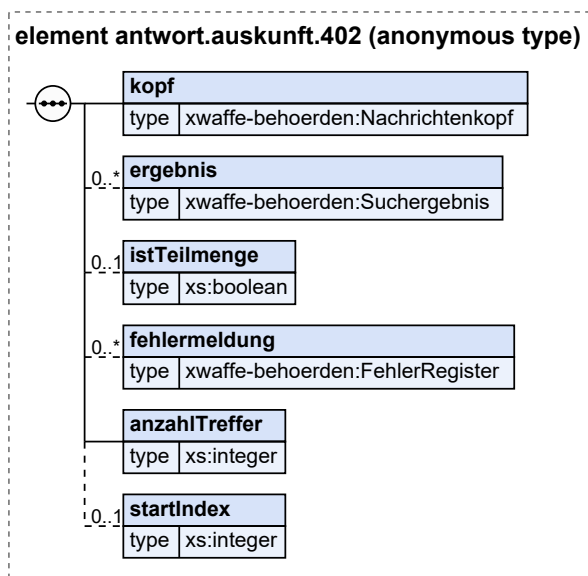 element antwort.auskunft.402 (anonymous type)
kopf
type xwaffe-behoerden:Nachrichtenkopf
0..* ergebnis
type xwaffe-behoerden:Suchergebnis
0..1 istTeilmenge
type xs:boolean
0..* fehlermeldung
type xwaffe-behoerden:FehlerRegister
anzahlTreffer
type xs:integer
0..1 startIndex
type xs:integer